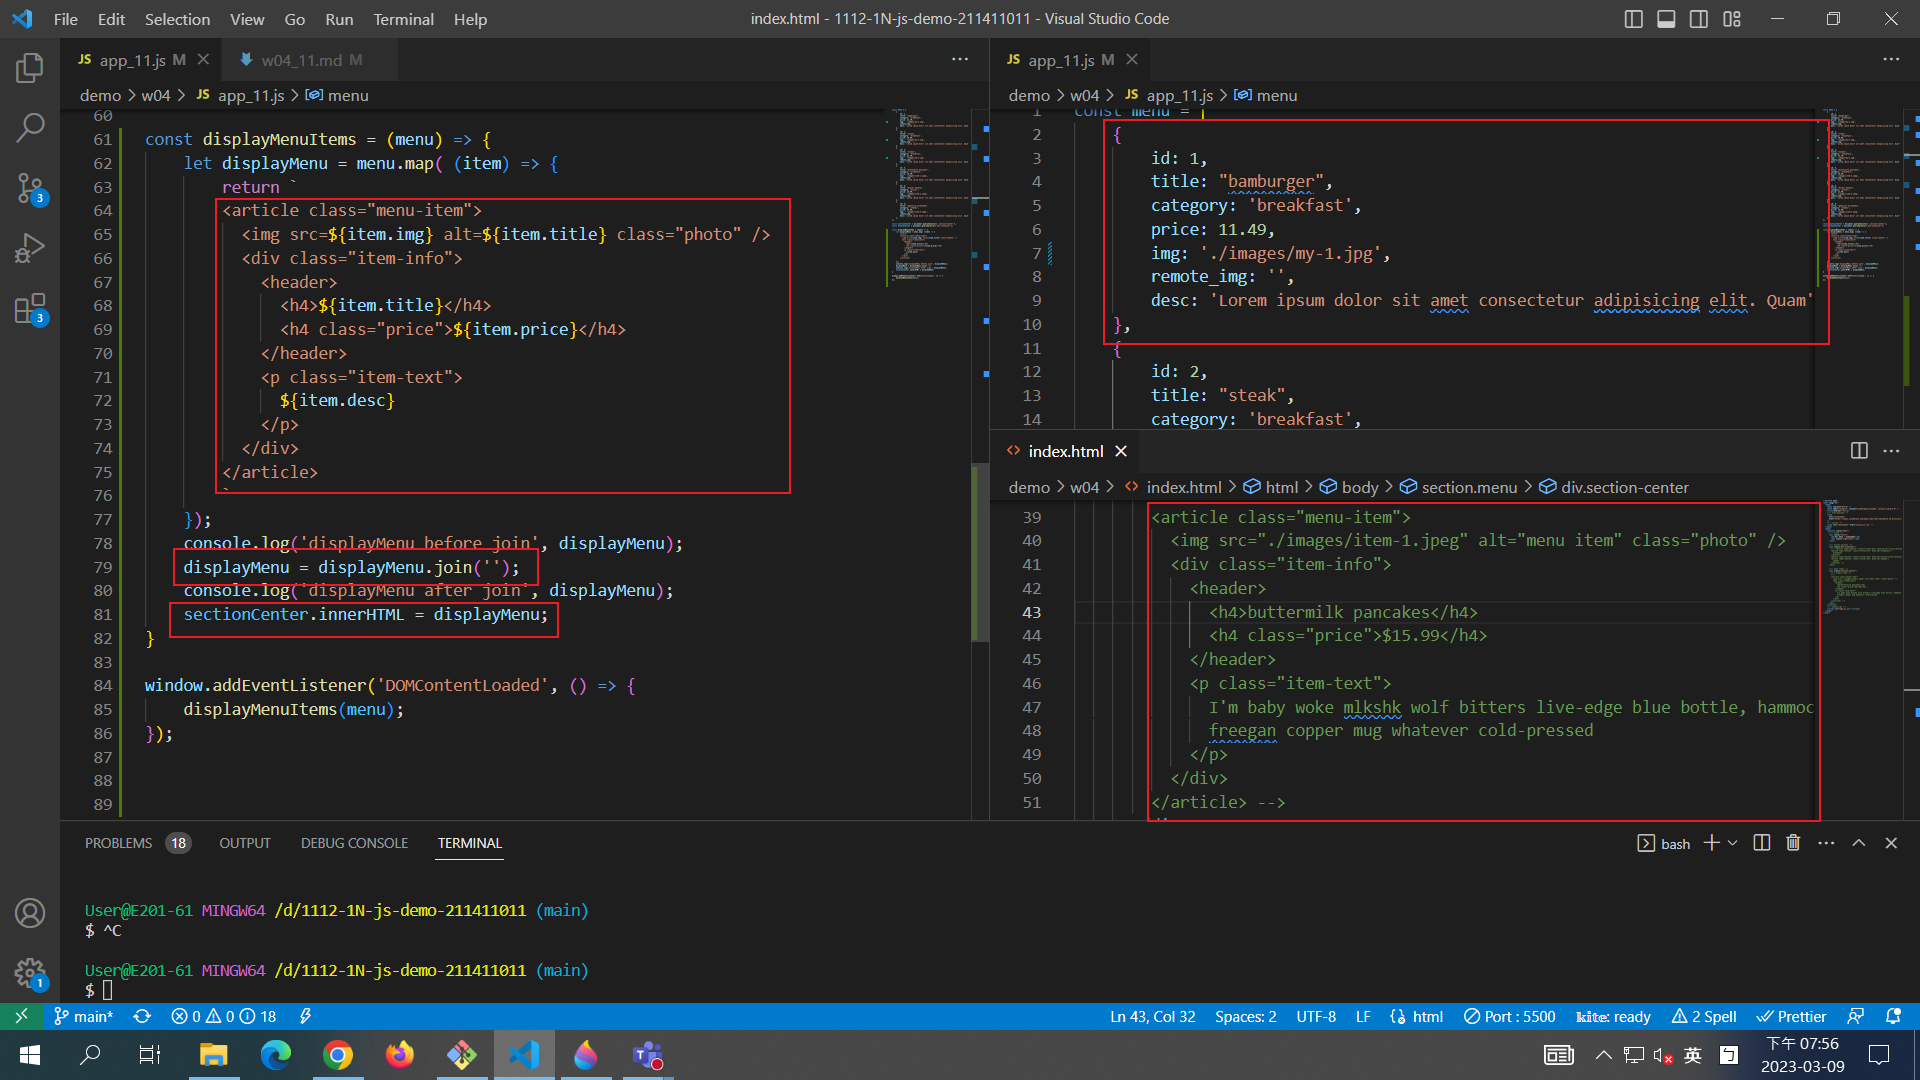 File Edit Selection View Go Run Terminal Help
index.html - 1112-1N-js-demo-211411011 - Visual Studio Code
JS app_11.js M
w04_11.md M
demo > w04 > JS app_11.js > menu
60
61 const displayMenuItems = (menu) => {
62 let displayMenu = menu.map( (item) => {
63 return `
64 <article class="menu-item">
65 <img src=${item.img} alt=${item.title} class="photo" />
66 <div class="item-info">
67 <header>
68 <h4>${item.title}</h4>
69 <h4 class="price">${item.price}</h4>
70 </header>
71 <p class="item-text">
72 ${item.desc}
73 </p>
74 </div>
75 </article>
76 `
77 });
78 console.log('displayMenu before join', displayMenu);
79 displayMenu = displayMenu.join('');
80 console.log('displayMenu after join', displayMenu);
81 sectionCenter.innerHTML = displayMenu;
82 }
83
84 window.addEventListener('DOMContentLoaded', () => {
85 displayMenuItems(menu);
86 });
87
88
89
JS app_11.js M
demo > w04 > JS app_11.js > menu
1 const menu = [
2 {
3 id: 1,
4 title: "bamburger",
5 category: 'breakfast',
6 price: 11.49,
7 img: './images/my-1.jpg',
8 remote_img: '',
9 desc: 'Lorem ipsum dolor sit amet consectetur adipisicing elit. Quam'
10 },
11 {
12 id: 2,
13 title: "steak",
14 category: 'breakfast',
index.html
demo > w04 > index.html > html > body > section.menu > div.section-center
39 <article class="menu-item">
40 <img src="./images/item-1.jpeg" alt="menu item" class="photo" />
41 <div class="item-info">
42 <header>
43 <h4>buttermilk pancakes</h4>
44 <h4 class="price">$15.99</h4>
45 </header>
46 <p class="item-text">
47 I'm baby woke mlkshk wolf bitters live-edge blue bottle, hammoc
48 freegan copper mug whatever cold-pressed
49 </p>
50 </div>
51 </article> -->
PROBLEMS 18 OUTPUT DEBUG CONSOLE TERMINAL
bash
User@E201-61 MINGW64 /d/1112-1N-js-demo-211411011 (main)
$ ^C
User@E201-61 MINGW64 /d/1112-1N-js-demo-211411011 (main)
$
3
3
1
main* 0 0 18
Ln 43, Col 32 Spaces: 2 UTF-8 LF html Port : 5500 kite: ready 2 Spell Prettier
英
下午 07:56
2023-03-09